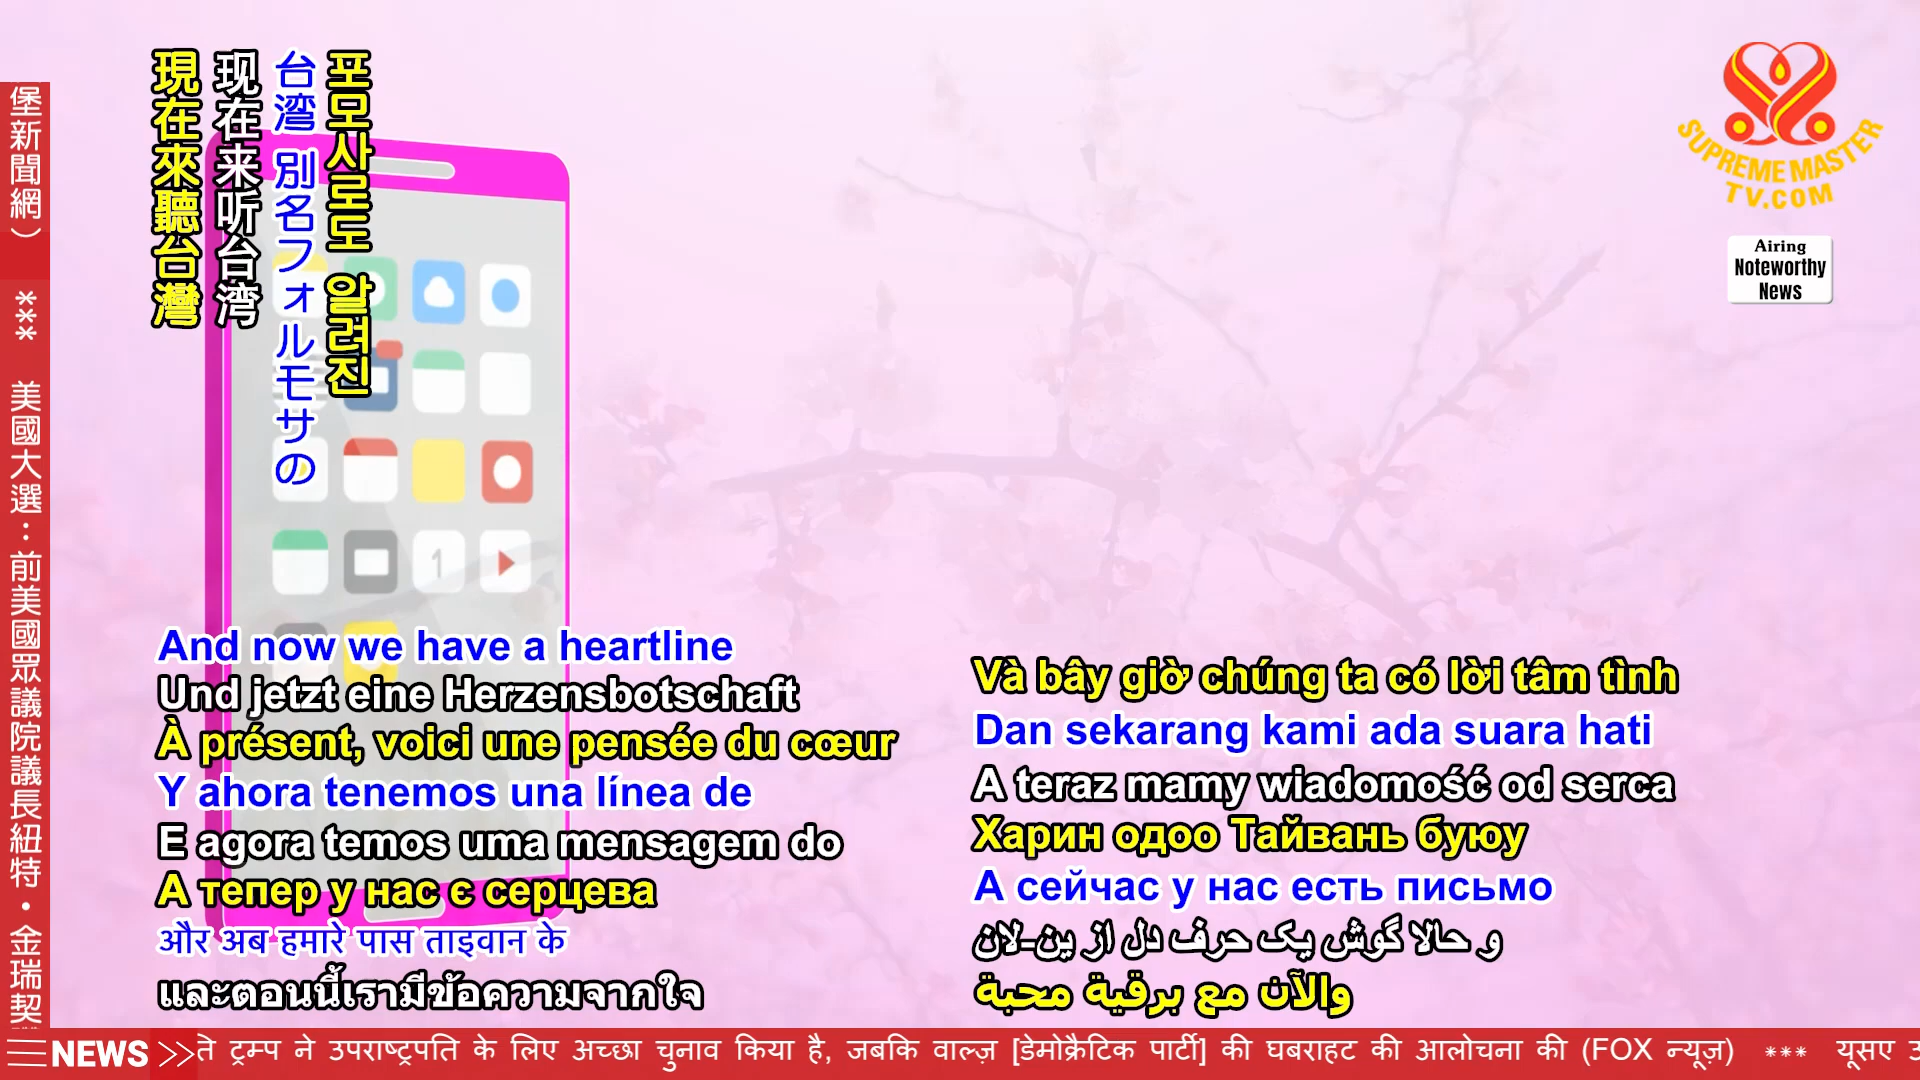 堡新聞網） *** 美國大選：前美國眾議院議長紐特・金瑞契
現在來聽台灣
现在来听台湾
台湾 別名フォルモサの
포모사로도 알려진
SUPREME MASTER
TV.COM
Airing
Noteworthy
News
1
And now we have a heartline
Und jetzt eine Herzensbotschaft
À présent, voici une pensée du cœur
Y ahora tenemos una línea de
E agora temos uma mensagem do
А тепер у нас є серцева
और अब हमारे पास ताइवान के
และตอนนี้เรามีข้อความจากใจ
Và bây giờ chúng ta có lời tâm tình
Dan sekarang kami ada suara hati
A teraz mamy wiadomość od serca
Харин одоо Тайвань буюу
А сейчас у нас есть письмо
و حالا گوش یک حرف دل از ین-لان
والآن مع برقية محبة
NEWS
ते ट्रम्प ने उपराष्ट्रपति के लिए अच्छा चुनाव किया है, जबकि वाल्ज़ [डेमोक्रैटिक पार्टी] की घबराहट की आलोचना की (FOX न्यूज़) *** यूसए